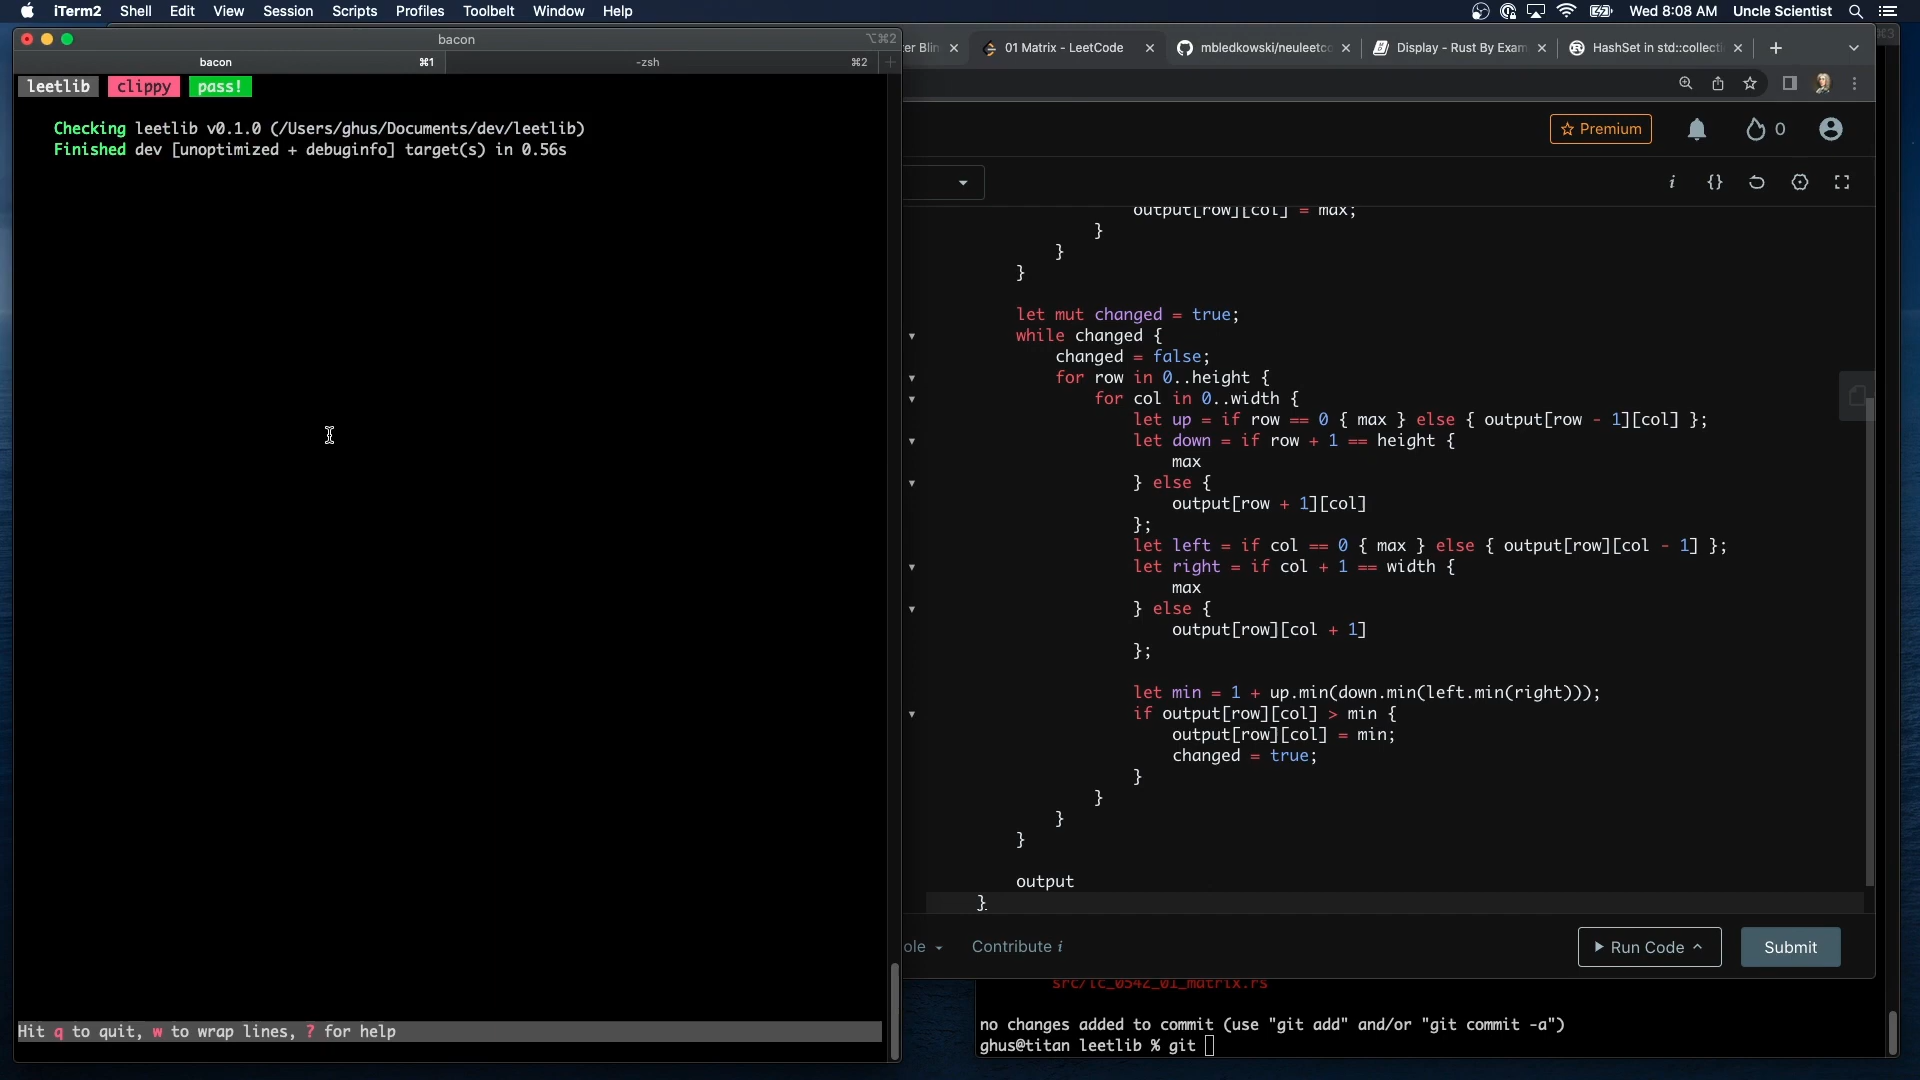 iTerm2 Shell Edit View Session Scripts Profiles Toolbelt Window Help
Wed 8:08 AM Uncle Scientist
bacon ⌥⌘2
bacon ⌘1 -zsh ⌘2
leetlib clippy pass!
Checking leetlib v0.1.0 (/Users/ghus/Documents/dev/leetlib)
Finished dev [unoptimized + debuginfo] target(s) in 0.56s
Hit q to quit, w to wrap lines, ? for help
01 Matrix - LeetCode
mbledkowski/neuleetc
Display - Rust By Exam
HashSet in std::collecti
Premium
0
output[row][col] = max;
}
}
}
let mut changed = true;
while changed {
changed = false;
for row in 0..height {
for col in 0..width {
let up = if row == 0 { max } else { output[row - 1][col] };
let down = if row + 1 == height {
max
} else {
output[row + 1][col]
};
let left = if col == 0 { max } else { output[row][col - 1] };
let right = if col + 1 == width {
max
} else {
output[row][col + 1]
};
let min = 1 + up.min(down.min(left.min(right)));
if output[row][col] > min {
output[row][col] = min;
changed = true;
}
}
}
}
output
}
ole Contribute i
Run Code Submit
src/lc_0542_01_matrix.rs
no changes added to commit (use "git add" and/or "git commit -a")
ghus@titan leetlib % git